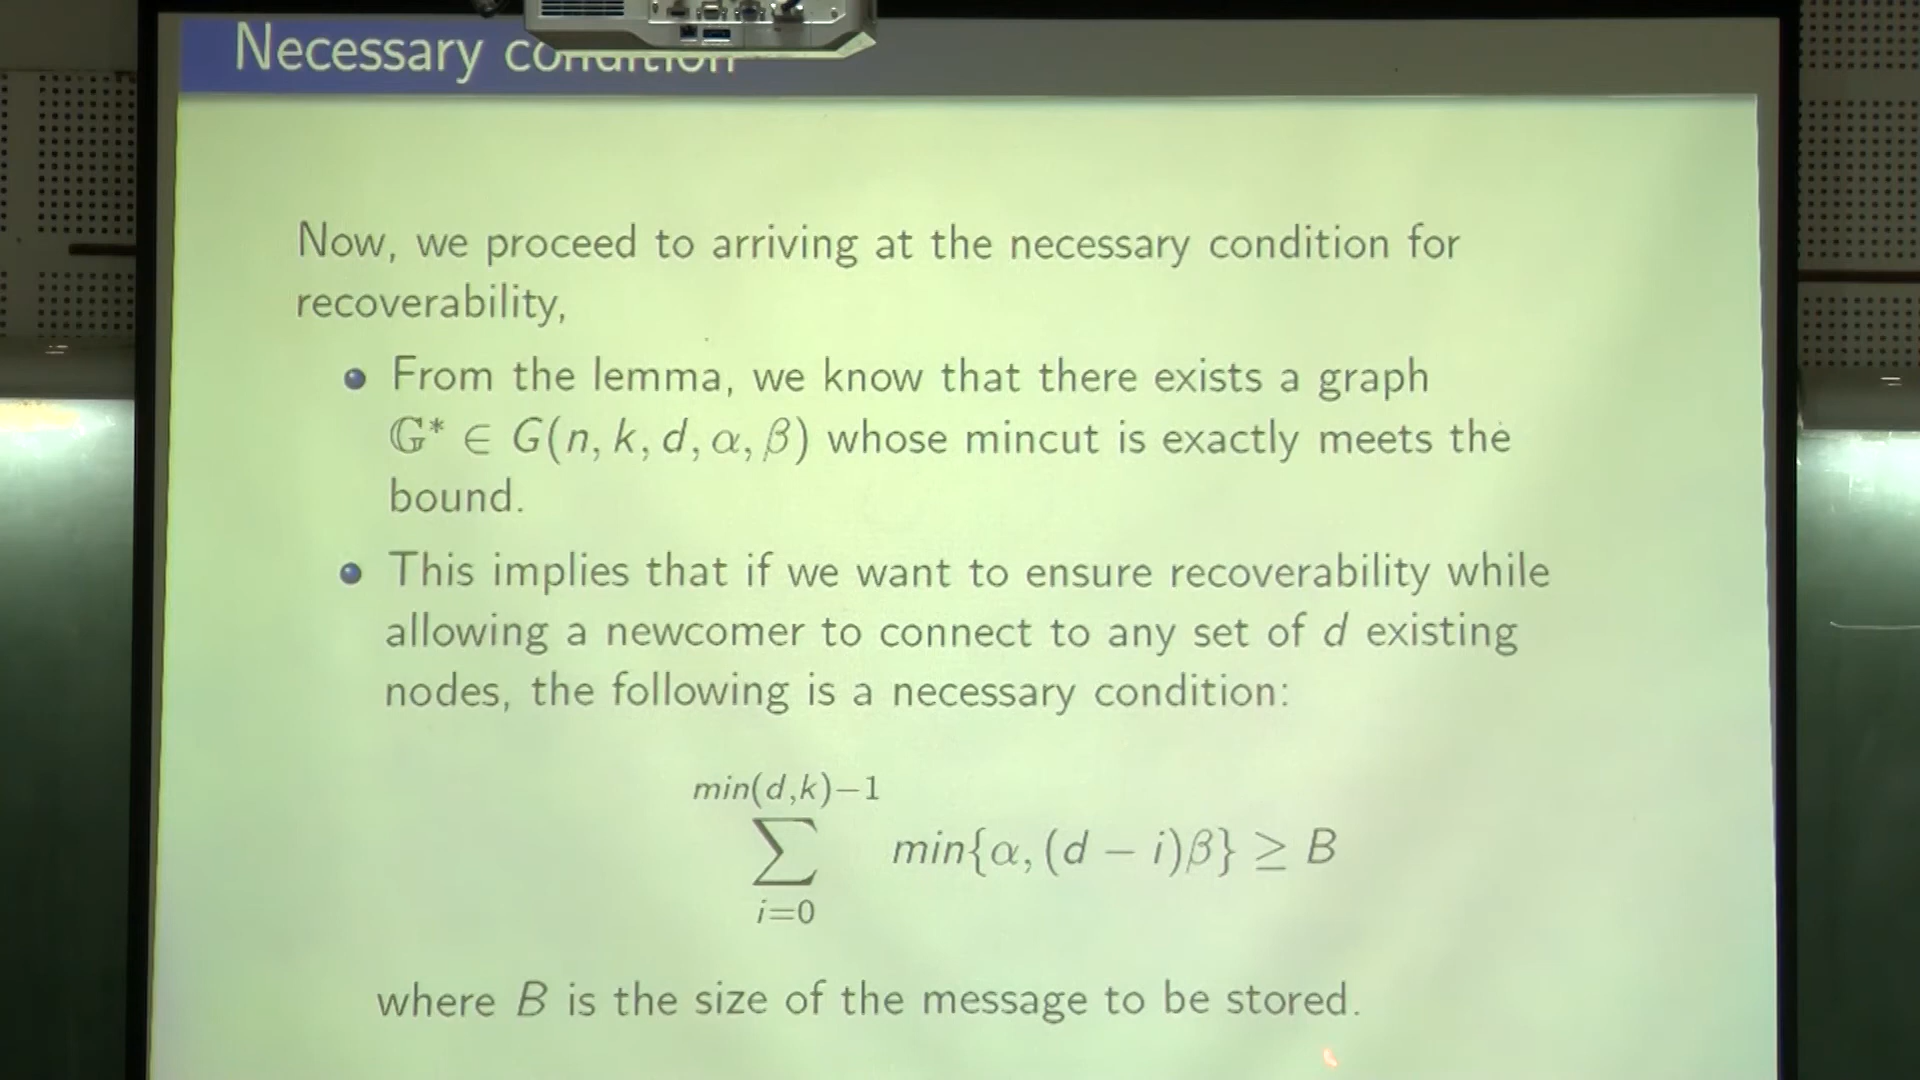 Necessary condition
Now, we proceed to arriving at the necessary condition for
recoverability,
From the lemma, we know that there exists a graph
𝔾* ∈ G(n, k, d, α, β) whose mincut is exactly meets the
bound.
This implies that if we want to ensure recoverability while
allowing a newcomer to connect to any set of d existing
nodes, the following is a necessary condition:
min(d,k)−1
∑ min{α, (d − i)β} ≥ B
i=0
where B is the size of the message to be stored.